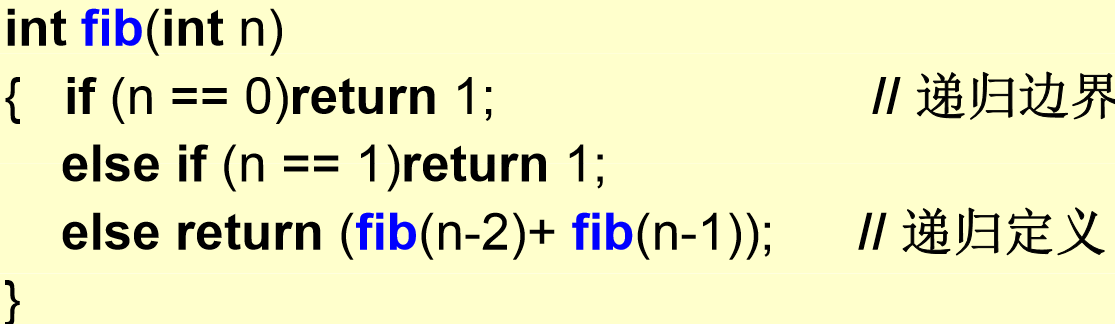 int fib(int n)
{ if (n == 0)return 1; // 递归边界
else if (n == 1)return 1;
else return (fib(n-2)+ fib(n-1)); // 递归定义
}